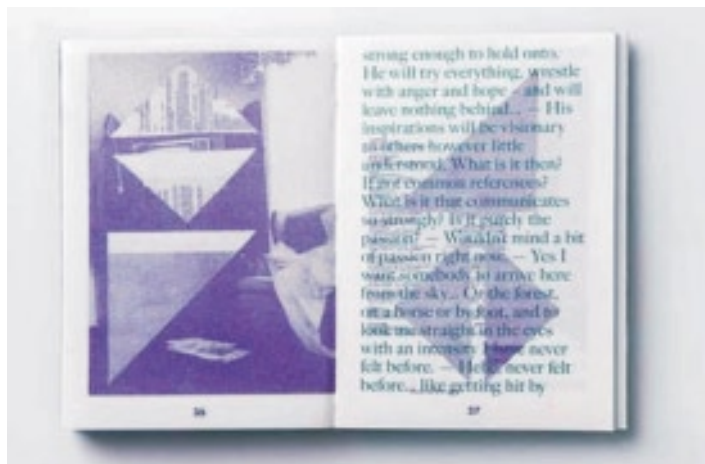 strong enough to hold onto.
He will try everything, wrestle
with anger and hope – and will
leave nothing behind... — His
inspirations will be visionary
to others however little
understood. What is it then?
If not common references?
What is it that communicates
so strongly? Is it purely the
passion? — Wouldn't mind a bit
of passion right now. — Yes I
want somebody to arrive here
from the sky... Or the forest,
on a horse or by foot, and to
look me straight in the eyes
with an intensity I have never
felt before. — never felt
before... like getting hit by
36
37